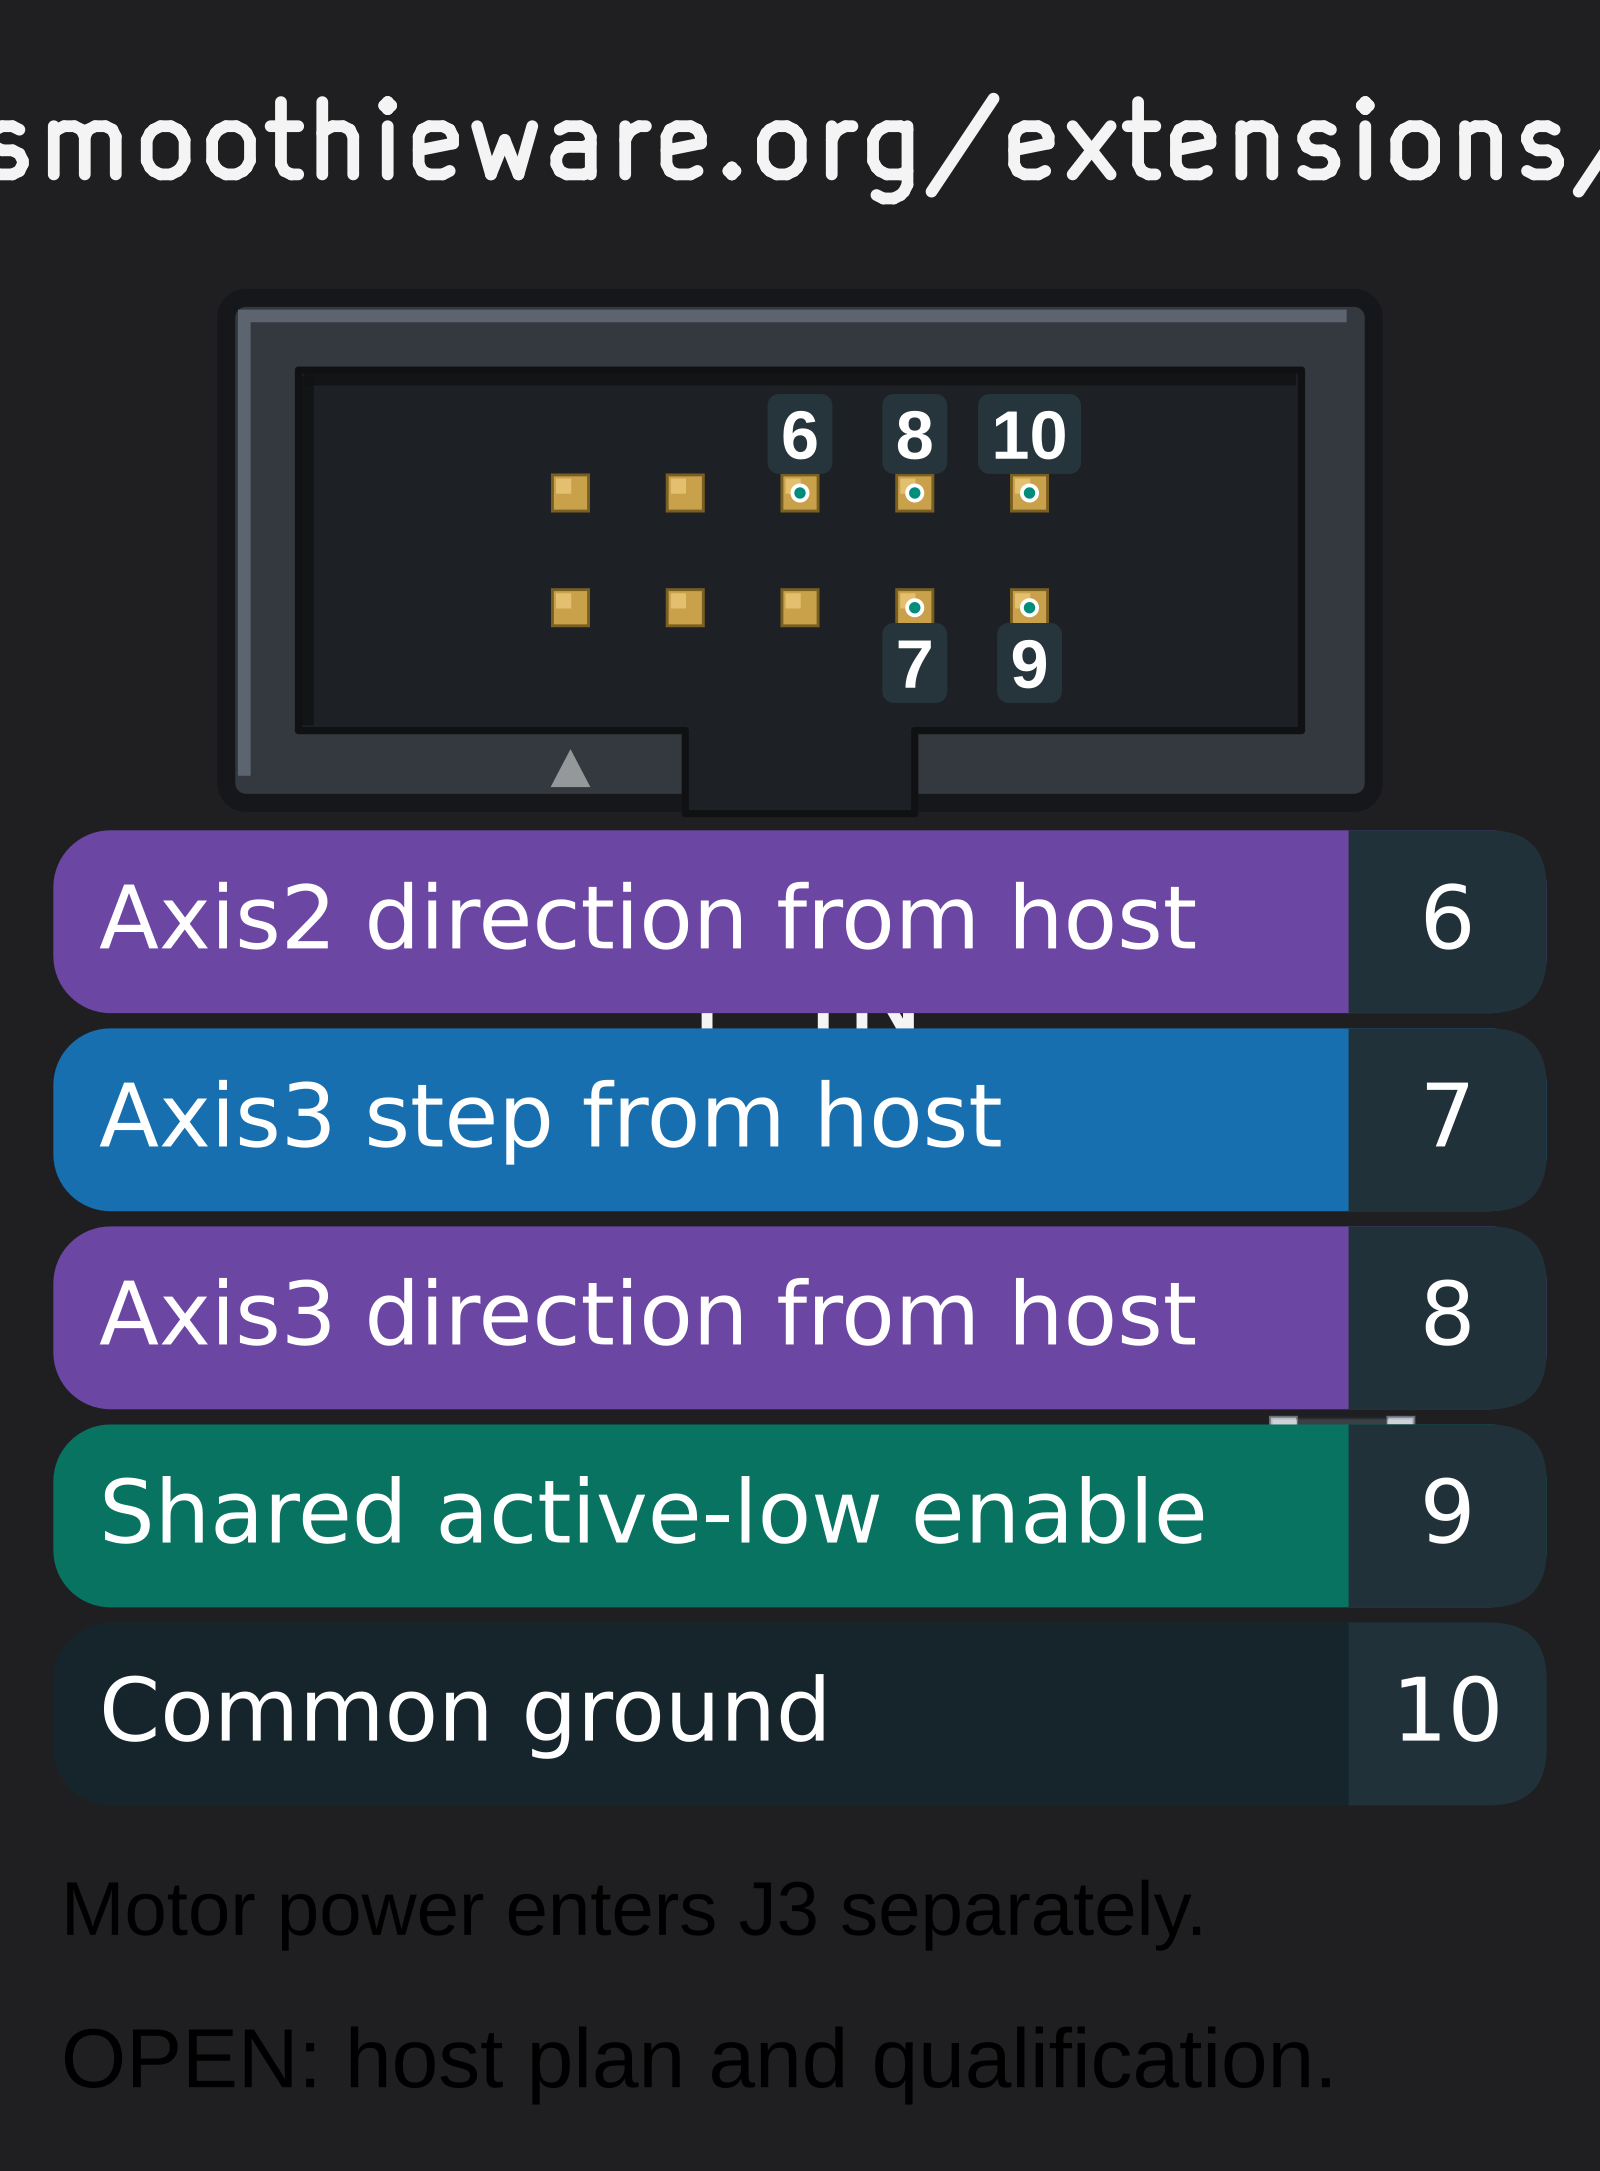 smoothieware.org/extensions/
6 8 10
7 9
Axis2 direction from host 6
Axis3 step from host 7
Axis3 direction from host 8
Shared active-low enable 9
Common ground 10
Motor power enters J3 separately.
OPEN: host plan and qualification.